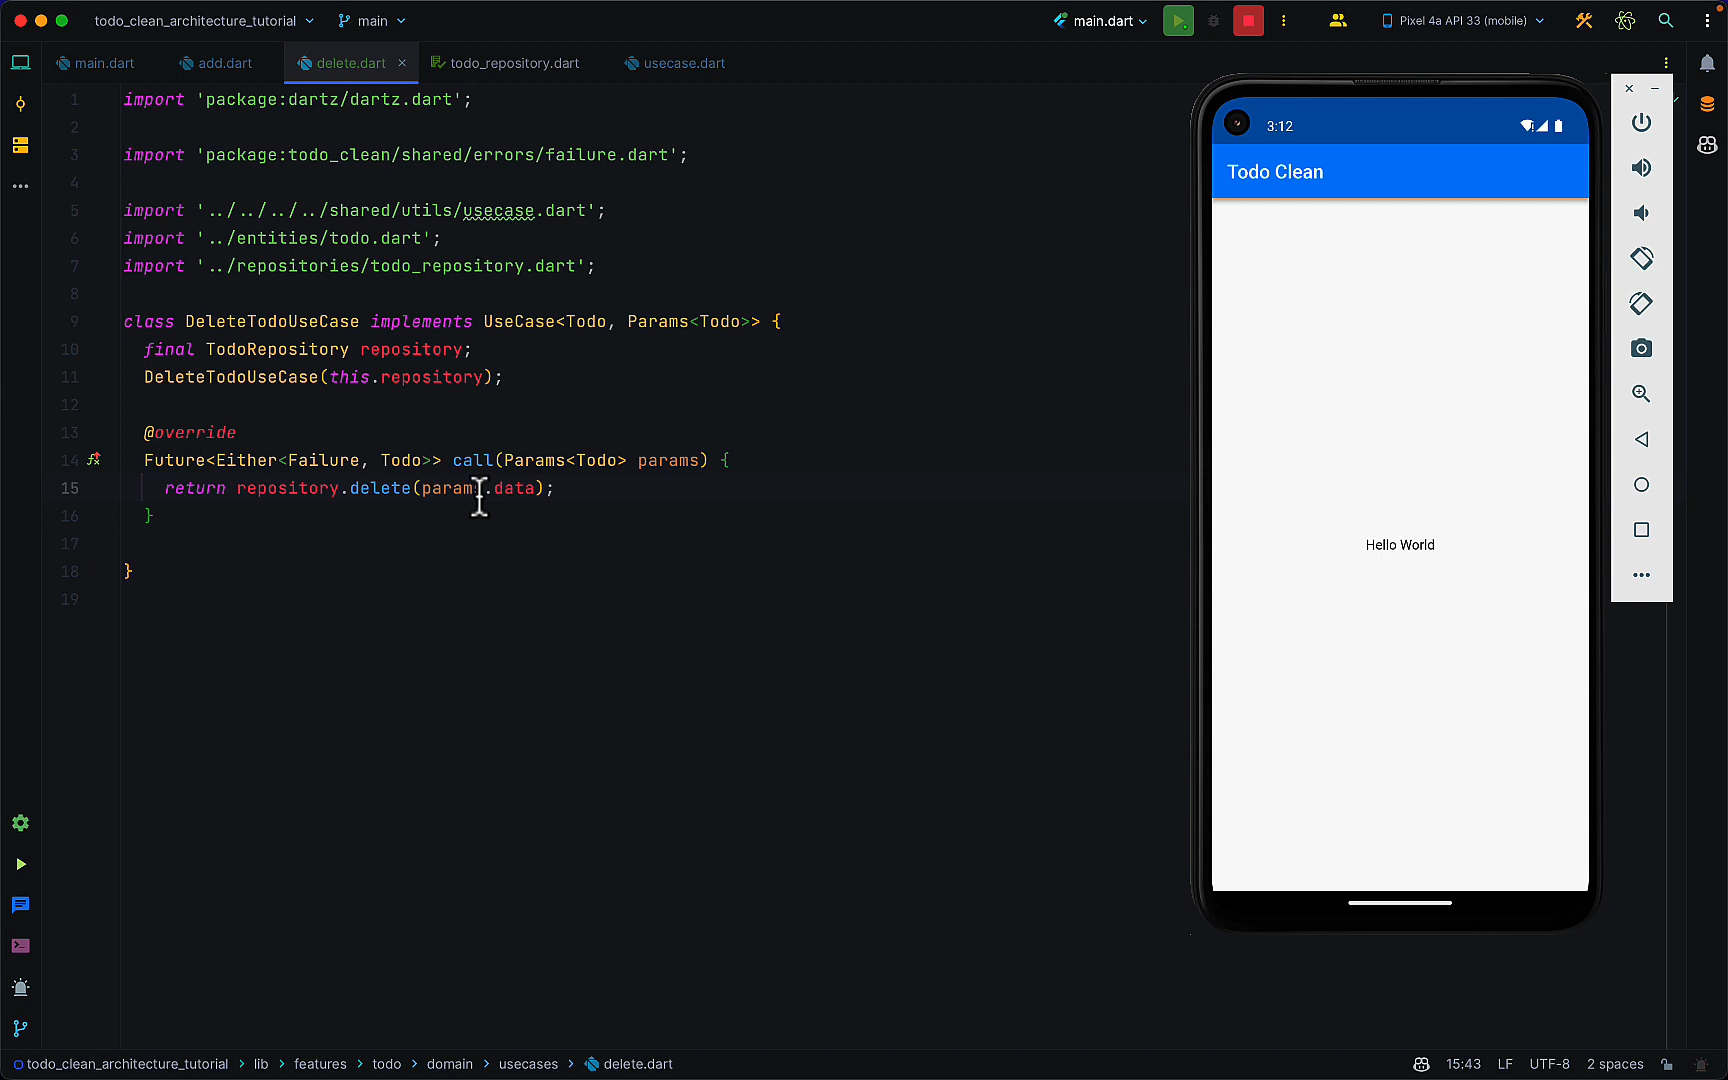 todo_clean_architecture_tutorial main main.dart Pixel 4a API 33 (mobile)
main.dart add.dart delete.dart todo_repository.dart usecase.dart
1 import 'package:dartz/dartz.dart';
2
3 import 'package:todo_clean/shared/errors/failure.dart';
4
5 import '../../../../shared/utils/usecase.dart';
6 import '../entities/todo.dart';
7 import '../repositories/todo_repository.dart';
8
9 class DeleteTodoUseCase implements UseCase<Todo, Params<Todo>> {
10 final TodoRepository repository;
11 DeleteTodoUseCase(this.repository);
12
13 @override
14 Future<Either<Failure, Todo>> call(Params<Todo> params) {
15 return repository.delete(params.data);
16 }
17
18 }
19
3:12
Todo Clean
Hello World
todo_clean_architecture_tutorial > lib > features > todo > domain > usecases > delete.dart 15:43 LF UTF-8 2 spaces